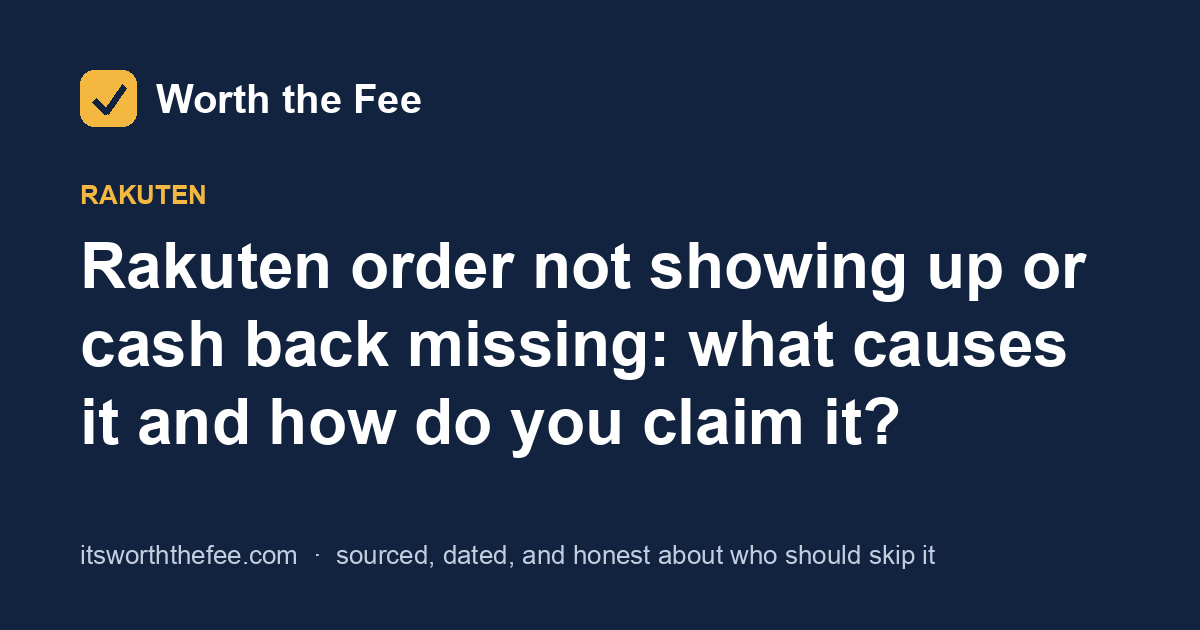 Worth the Fee
RAKUTEN
Rakuten order not showing up or
cash back missing: what causes
it and how do you claim it?
itsworththefee.com · sourced, dated, and honest about who should skip it